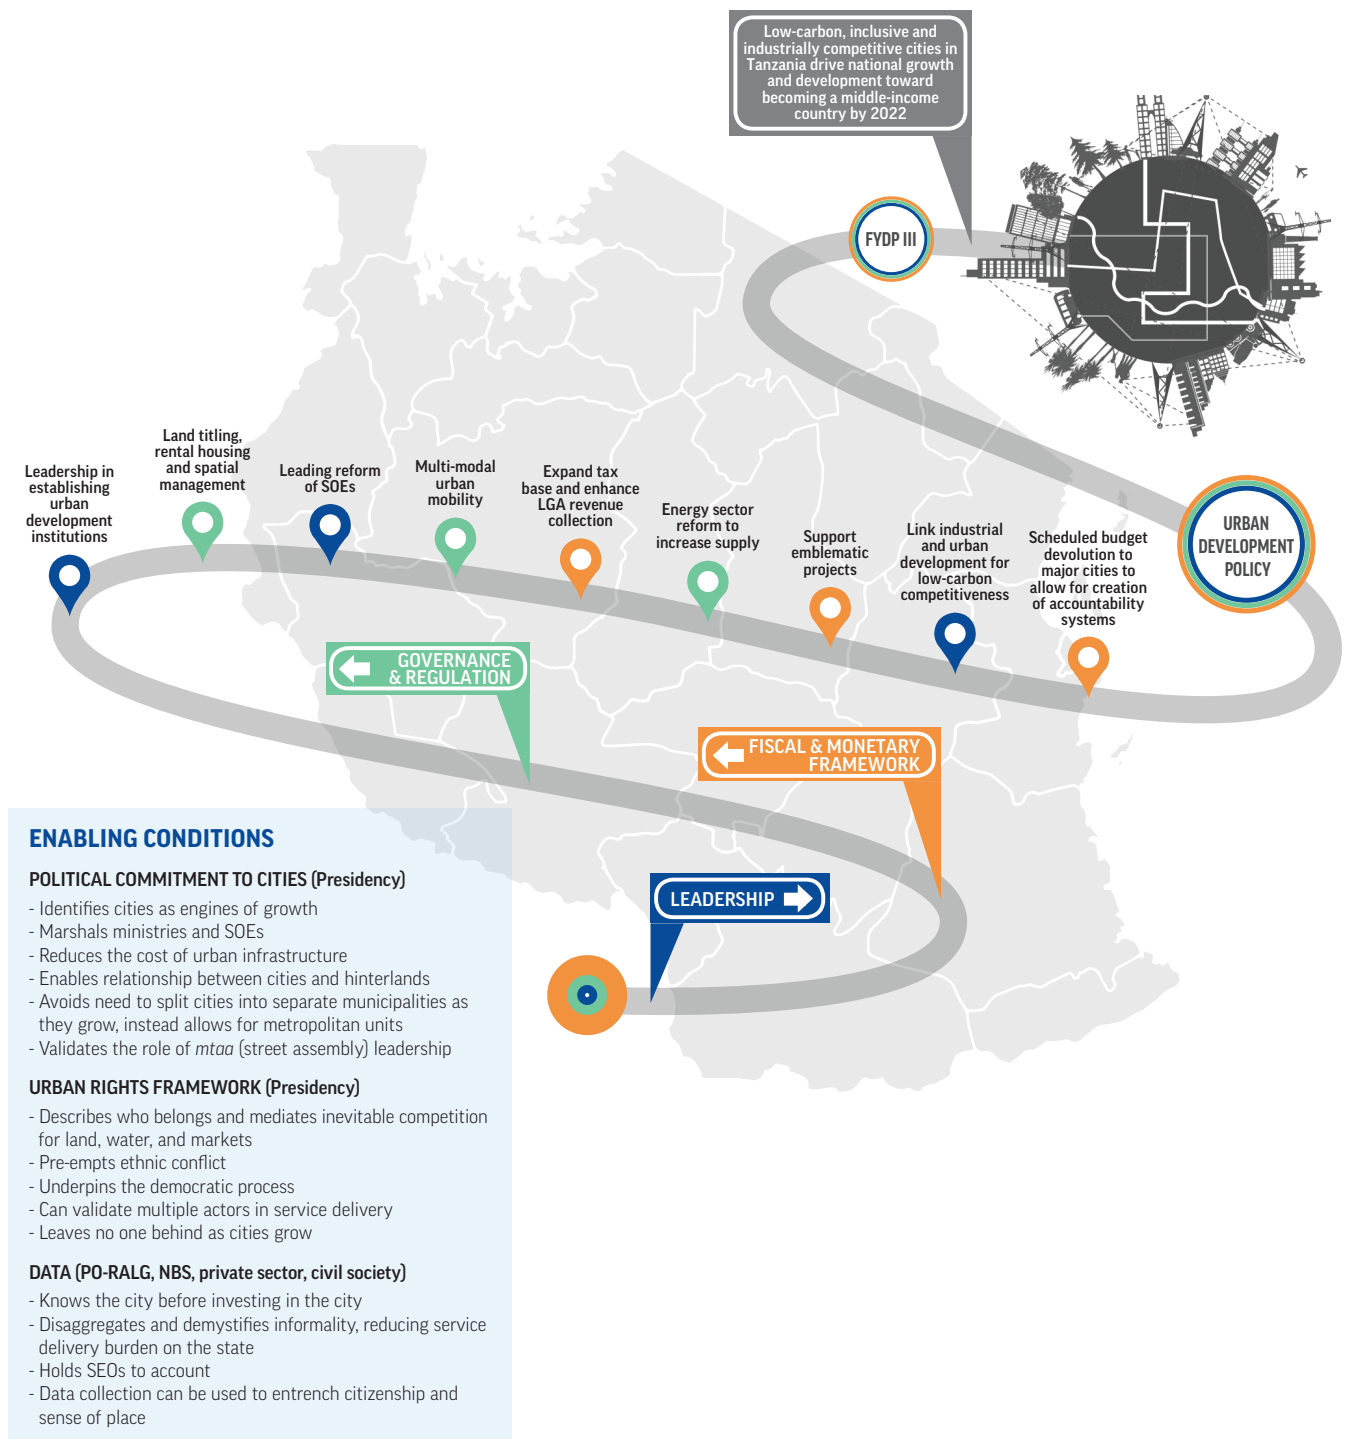 Low-carbon, inclusive and
industrially competitive cities in
Tanzania drive national growth
and development toward
becoming a middle-income
country by 2022
FYDP III
URBAN
DEVELOPMENT
POLICY
Leadership in
establishing
urban
development
institutions
Land titling,
rental housing
and spatial
management
Leading reform
of SOEs
Multi-modal
urban
mobility
Expand tax
base and enhance
LGA revenue
collection
Energy sector
reform to
increase supply
Support
emblematic
projects
Link industrial
and urban
development for
low-carbon
competitiveness
Scheduled budget
devolution to
major cities to
allow for creation
of accountability
systems
GOVERNANCE
& REGULATION
FISCAL & MONETARY
FRAMEWORK
LEADERSHIP
ENABLING CONDITIONS
POLITICAL COMMITMENT TO CITIES (Presidency)
- Identifies cities as engines of growth
- Marshals ministries and SOEs
- Reduces the cost of urban infrastructure
- Enables relationship between cities and hinterlands
- Avoids need to split cities into separate municipalities as
they grow, instead allows for metropolitan units
- Validates the role of mtaa (street assembly) leadership
URBAN RIGHTS FRAMEWORK (Presidency)
- Describes who belongs and mediates inevitable competition
for land, water, and markets
- Pre-empts ethnic conflict
- Underpins the democratic process
- Can validate multiple actors in service delivery
- Leaves no one behind as cities grow
DATA (PO-RALG, NBS, private sector, civil society)
- Knows the city before investing in the city
- Disaggregates and demystifies informality, reducing service
delivery burden on the state
- Holds SEOs to account
- Data collection can be used to entrench citizenship and
sense of place